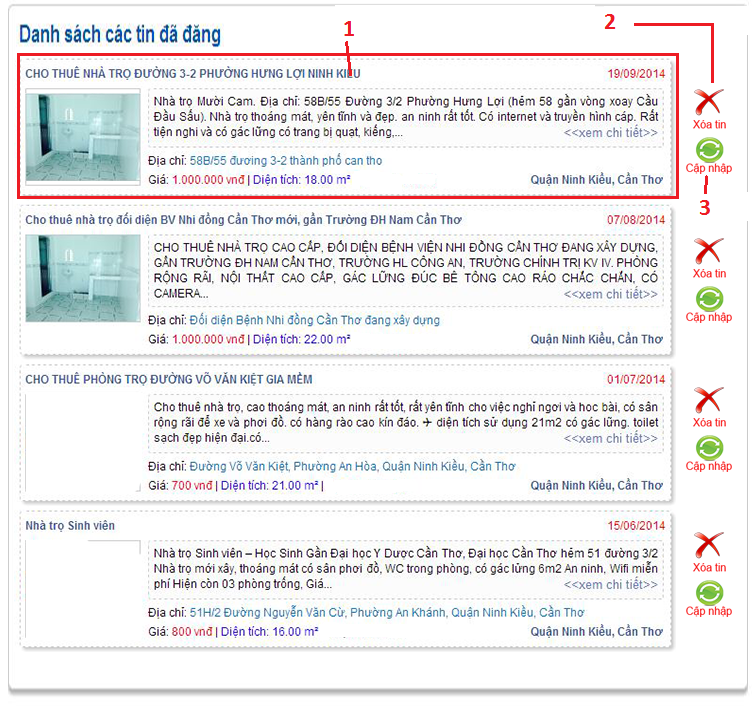 1
2
Danh sách các tin đã đăng
CHO THUÊ NHÀ TRỌ ĐƯỜNG 3-2 PHƯỜNG HƯNG LỢI NINH KIỀU 19/09/2014
Nhà trọ Mười Cam. Địa chỉ: 58B/55 Đường 3/2 Phường Hưng Lợi (hẻm 58 gần vòng xoay Cầu
Đầu Sấu). Nhà trọ thoáng mát, yên tĩnh và đẹp. an ninh rất tốt. Có internet và truyền hình cáp. Rất
tiện nghi và có gác lững có trang bị quạt, kiếng,... <<xem chi tiết>>
Địa chỉ: 58B/55 đường 3-2 thành phố can tho
Giá: 1.000.000 vnđ | Diện tích: 18.00 m² Quận Ninh Kiều, Cần Thơ
Xóa tin
Cập nhập
3
Cho thuê nhà trọ đối diện BV Nhi đồng Cần Thơ mới, gần Trường ĐH Nam Cần Thơ 07/08/2014
CHO THUÊ NHÀ TRỌ CAO CẤP, ĐỐI DIỆN BỆNH VIỆN NHI ĐỒNG CẦN THƠ ĐANG XÂY DỰNG,
GẦN TRƯỜNG ĐH NAM CẦN THƠ, TRƯỜNG HL CÔNG AN, TRƯỜNG CHÍNH TRỊ KV IV. PHÒNG
RỘNG RÃI, NỘI THẤT CAO CẤP, GÁC LỮNG ĐÚC BÊ TÔNG CAO RÁO CHẮC CHẮN, CÓ
CAMERA... <<xem chi tiết>>
Địa chỉ: Đối diện Bệnh Nhi đồng Cần Thơ đang xây dựng
Giá: 1.000.000 vnđ | Diện tích: 22.00 m² Quận Ninh Kiều, Cần Thơ
Xóa tin
Cập nhập
CHO THUÊ PHÒNG TRỌ ĐƯỜNG VÕ VĂN KIỆT GIA MỀM 01/07/2014
Cho thuê nhà trọ, cao thoáng mát, an ninh rất tốt, rất yên tĩnh cho việc nghỉ ngơi và học bài, có sân
rộng rãi để xe và phơi đồ. có hàng rào cao kín đáo. ✈ diện tích sử dụng 21m2 có gác lững. toilet
sạch đẹp hiện đại.có... <<xem chi tiết>>
Địa chỉ: Đường Võ Văn Kiệt, Phường An Hòa, Quận Ninh Kiều, Cần Thơ
Giá: 700 vnđ | Diện tích: 21.00 m² | Quận Ninh Kiều, Cần Thơ
Xóa tin
Cập nhập
Nhà trọ Sinh viên 15/06/2014
Nhà trọ Sinh viên – Học Sinh Gần Đại học Y Dược Cần Thơ, Đại học Cần Thơ hẻm 51 đường 3/2
Nhà trọ mới xây, thoáng mát có sân phơi đồ, WC trong phòng, có gác lửng 6m2 An ninh, Wifi miễn
phí Hiện còn 03 phòng trống, Giá... <<xem chi tiết>>
Địa chỉ: 51H/2 Đường Nguyễn Văn Cừ, Phường An Khánh, Quận Ninh Kiều, Cần Thơ
Giá: 800 vnđ | Diện tích: 16.00 m² Quận Ninh Kiều, Cần Thơ
Xóa tin
Cập nhập